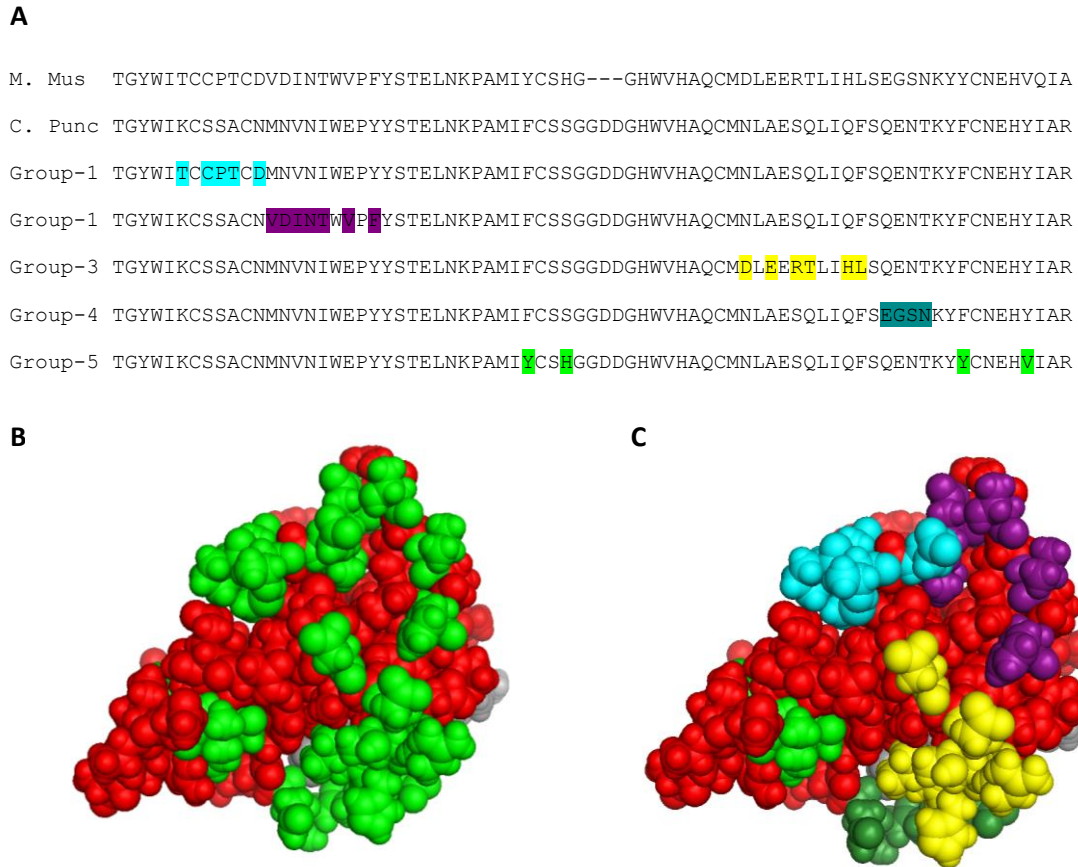 A
M. Mus TGYWITCCPTCDVDINTWVPFYSTELNKPAMIYCSHG---GHWVHAQCMDLEERTLIHLSEGSNKYYCNEHVQIA
C. Punc TGYWIKCSSACNMNVNIWEPYYSTELNKPAMIFCSSGGDDGHWVHAQCMNLAESQLIQFSQENTKYFCNEHYIAR
Group-1 TGYWITCCPTCDMNVNIWEPYYSTELNKPAMIFCSSGGDDGHWVHAQCMNLAESQLIQFSQENTKYFCNEHYIAR
Group-1 TGYWIKCSSACNVDINTWVPFYSTELNKPAMIFCSSGGDDGHWVHAQCMNLAESQLIQFSQENTKYFCNEHYIAR
Group-3 TGYWIKCSSACNMNVNIWEPYYSTELNKPAMIFCSSGGDDGHWVHAQCMDLEERTLIHLSQENTKYFCNEHYIAR
Group-4 TGYWIKCSSACNMNVNIWEPYYSTELNKPAMIFCSSGGDDGHWVHAQCMNLAESQLIQFSEGSNKYFCNEHYIAR
Group-5 TGYWIKCSSACNMNVNIWEPYYSTELNKPAMIYCSHGGDDGHWVHAQCMNLAESQLIQFSQENTKYYCNEHVIAR
B C